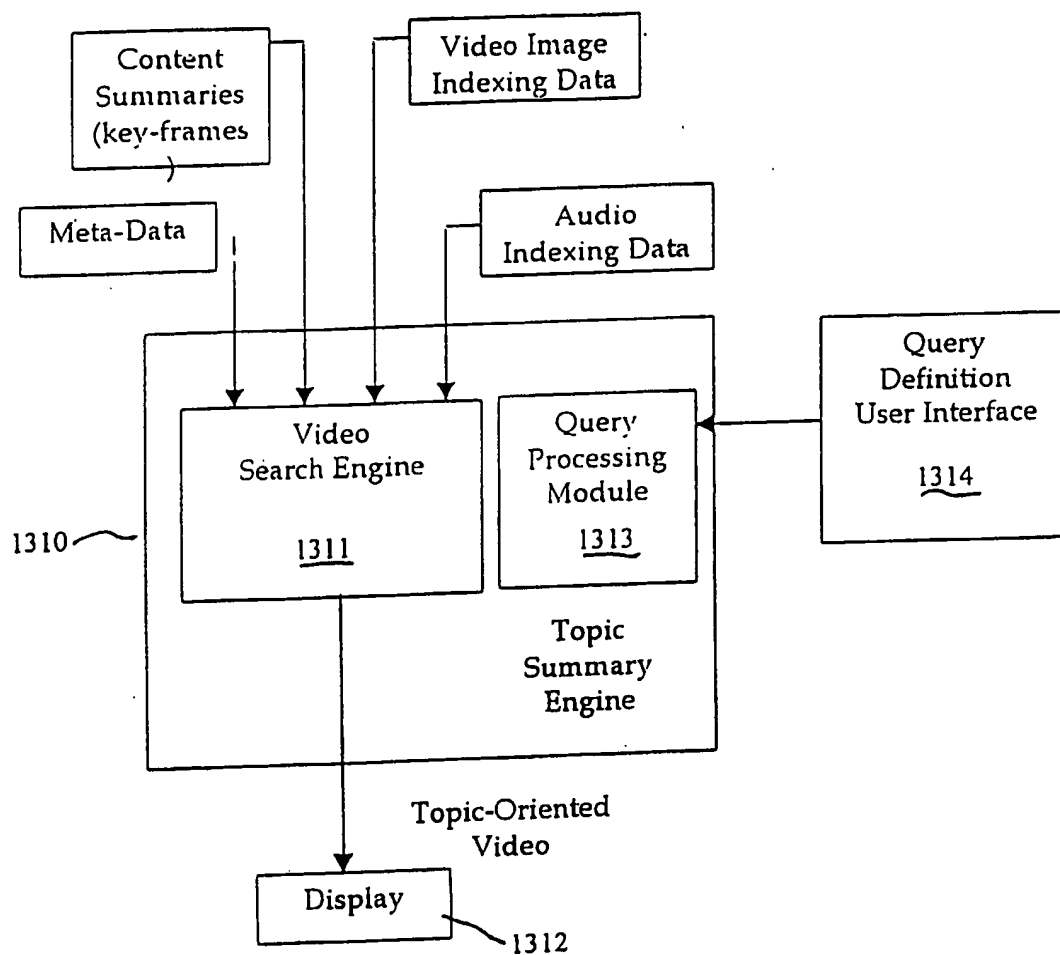 Content
Summaries
(key-frames
)
Video Image
Indexing Data
Meta-Data
Audio
Indexing Data
Query
Definition
User Interface
1314
Video
Search Engine
1311
Query
Processing
Module
1313
1310
Topic
Summary
Engine
Topic-Oriented
Video
Display
1312